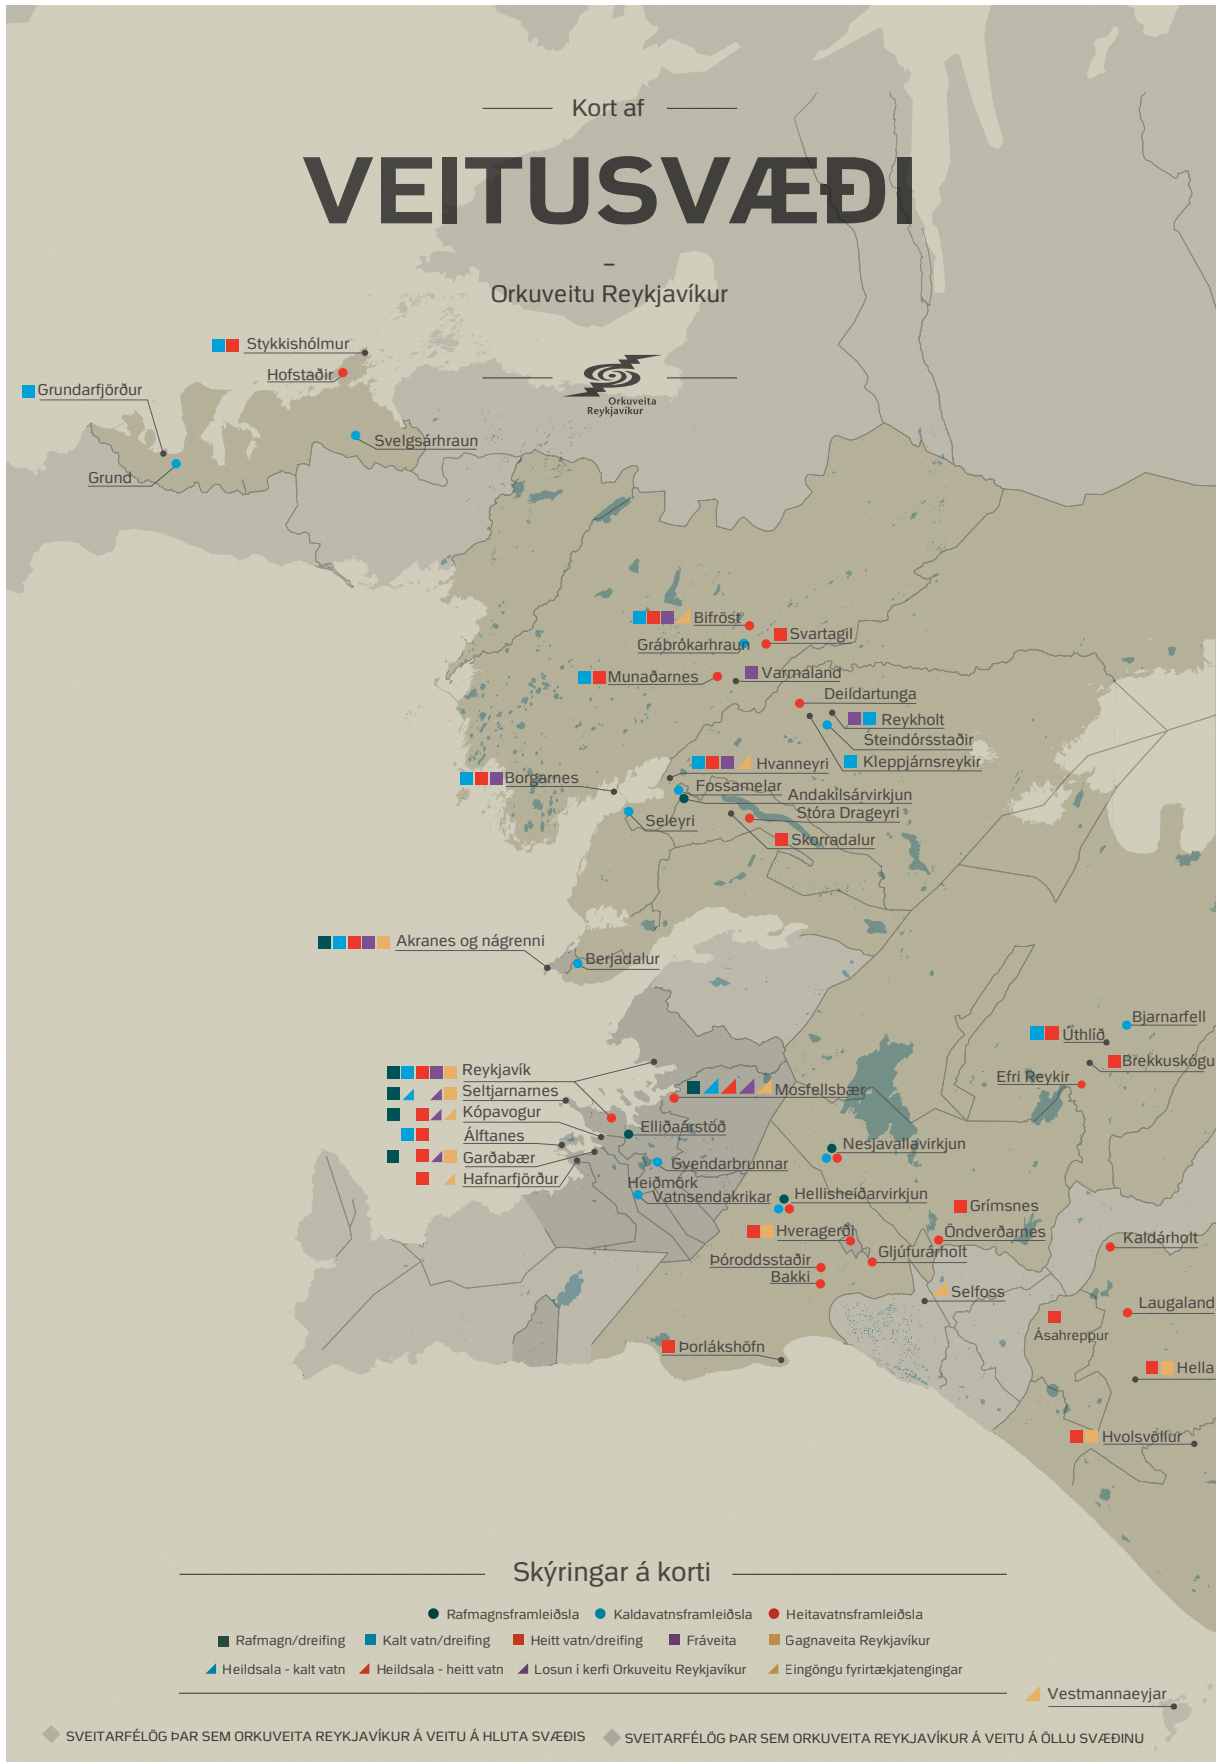 Kort af
VEITUSVÆÐI
–
Orkuveitu Reykjavíkur
Orkuveita
Reykjavíkur
Stykkishólmur
Hofstaðir
Grundarfjörður
Svelgsárhraun
Grund
Bifröst
Svartagil
Grábrókarhraun
Munaðarnes
Varmaland
Deildartunga
Reykholt
Steindórsstaðir
Hvanneyri
Kleppjárnsreykir
Borgarnes
Fossamelar
Andakílsárvirkjun
Stóra Drageyri
Seleyri
Skorradalur
Akranes og nágrenni
Berjadalur
Bjarnarfell
Úthlíð
Brekkuskógu
Efri Reykir
Reykjavík
Seltjarnarnes
Mosfellsbær
Kópavogur
Elliðaárstöð
Álftanes
Nesjavallavirkjun
Garðabær
Gvendarbrunnar
Hafnarfjörður
Heiðmörk
Vatnsendakrikar
Hellisheiðarvirkjun
Grímsnes
Hveragerði
Öndverðarnes
Kaldárholt
Gljúfurárholt
Þóroddsstaðir
Bakki
Selfoss
Laugaland
Ásahreppur
Þorlákshöfn
Hella
Hvolsvöllur
Skýringar á korti
Rafmagnsframleiðsla Kaldavatnsframleiðsla Heitavatnsframleiðsla
Rafmagn/dreifing Kalt vatn/dreifing Heitt vatn/dreifing Fráveita Gagnaveita Reykjavíkur
Heildsala - kalt vatn Heildsala - heitt vatn Losun í kerfi Orkuveitu Reykjavíkur Eingöngu fyrirtækjatengingar
Vestmannaeyjar
SVEITARFÉLÖG ÞAR SEM ORKUVEITA REYKJAVÍKUR Á VEITU Á HLUTA SVÆÐIS SVEITARFÉLÖG ÞAR SEM ORKUVEITA REYKJAVÍKUR Á VEITU Á ÖLLU SVÆÐINU